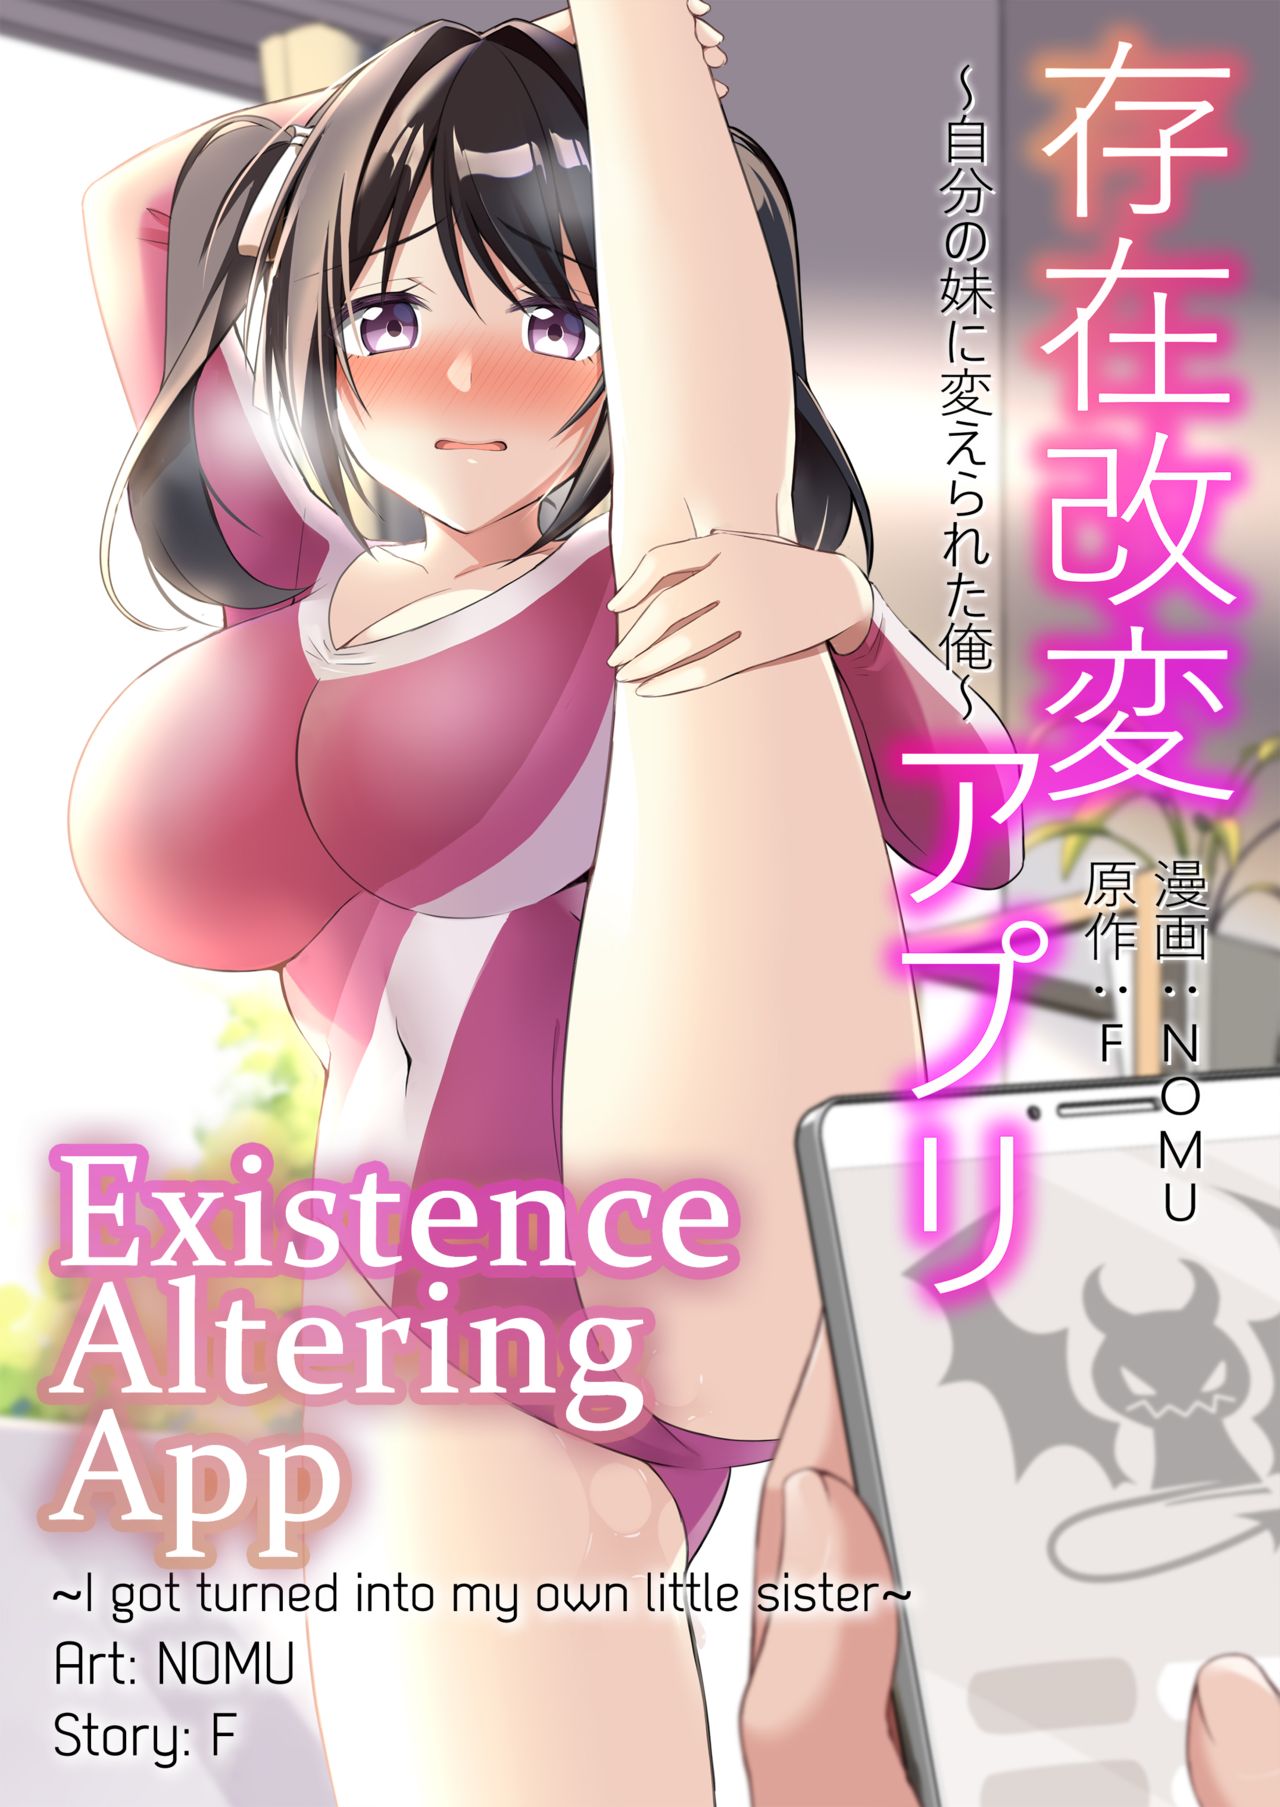 存在改変
アプリ
~自分の妹に変えられた俺~
漫画:NOMU
原作:F
Existence
Altering
App
~I got turned into my own little sister~
Art: NOMU
Story: F